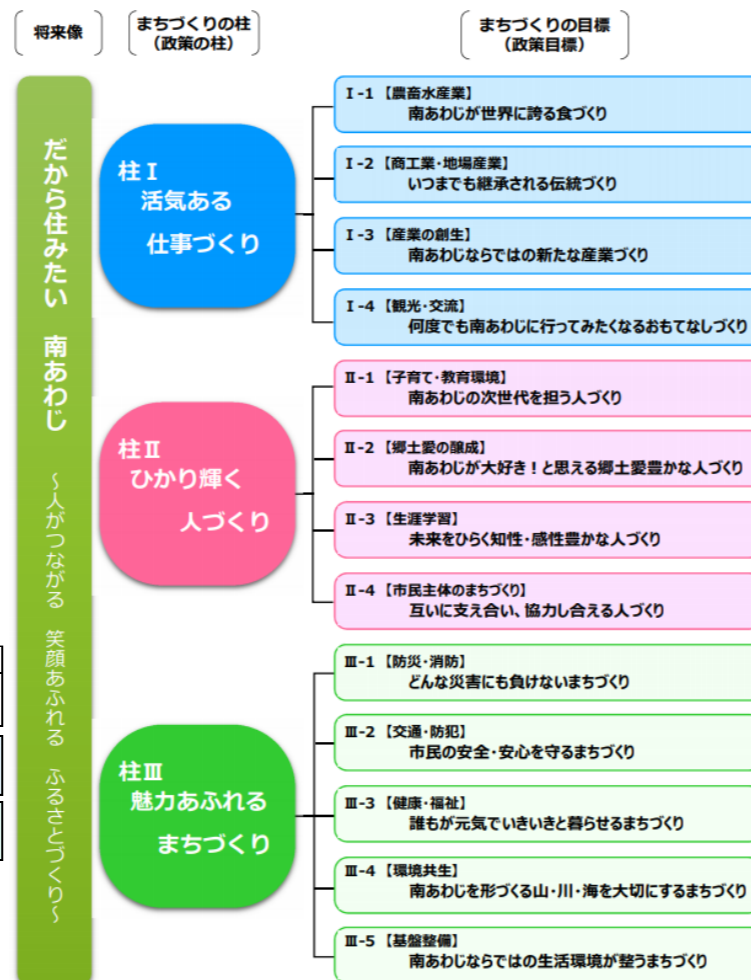 将来像
まちづくりの柱
（政策の柱）
まちづくりの目標
（政策目標）
だから住みたい　南あわじ
～人がつながる　笑顔あふれる　ふるさとづくり～
柱Ⅰ
活気ある
仕事づくり
Ⅰ-1【農畜水産業】
南あわじが世界に誇る食づくり
Ⅰ-2【商工業・地場産業】
いつまでも継承される伝統づくり
Ⅰ-3【産業の創生】
南あわじならではの新たな産業づくり
Ⅰ-4【観光・交流】
何度でも南あわじに行ってみたくなるおもてなしづくり
柱Ⅱ
ひかり輝く
人づくり
Ⅱ-1【子育て・教育環境】
南あわじの次世代を担う人づくり
Ⅱ-2【郷土愛の醸成】
南あわじが大好き！と思える郷土愛豊かな人づくり
Ⅱ-3【生涯学習】
未来をひらく知性・感性豊かな人づくり
Ⅱ-4【市民主体のまちづくり】
互いに支え合い、協力し合える人づくり
柱Ⅲ
魅力あふれる
まちづくり
Ⅲ-1【防災・消防】
どんな災害にも負けないまちづくり
Ⅲ-2【交通・防犯】
市民の安全・安心を守るまちづくり
Ⅲ-3【健康・福祉】
誰もが元気でいきいきと暮らせるまちづくり
Ⅲ-4【環境共生】
南あわじを形づくる山・川・海を大切にするまちづくり
Ⅲ-5【基盤整備】
南あわじならではの生活環境が整うまちづくり